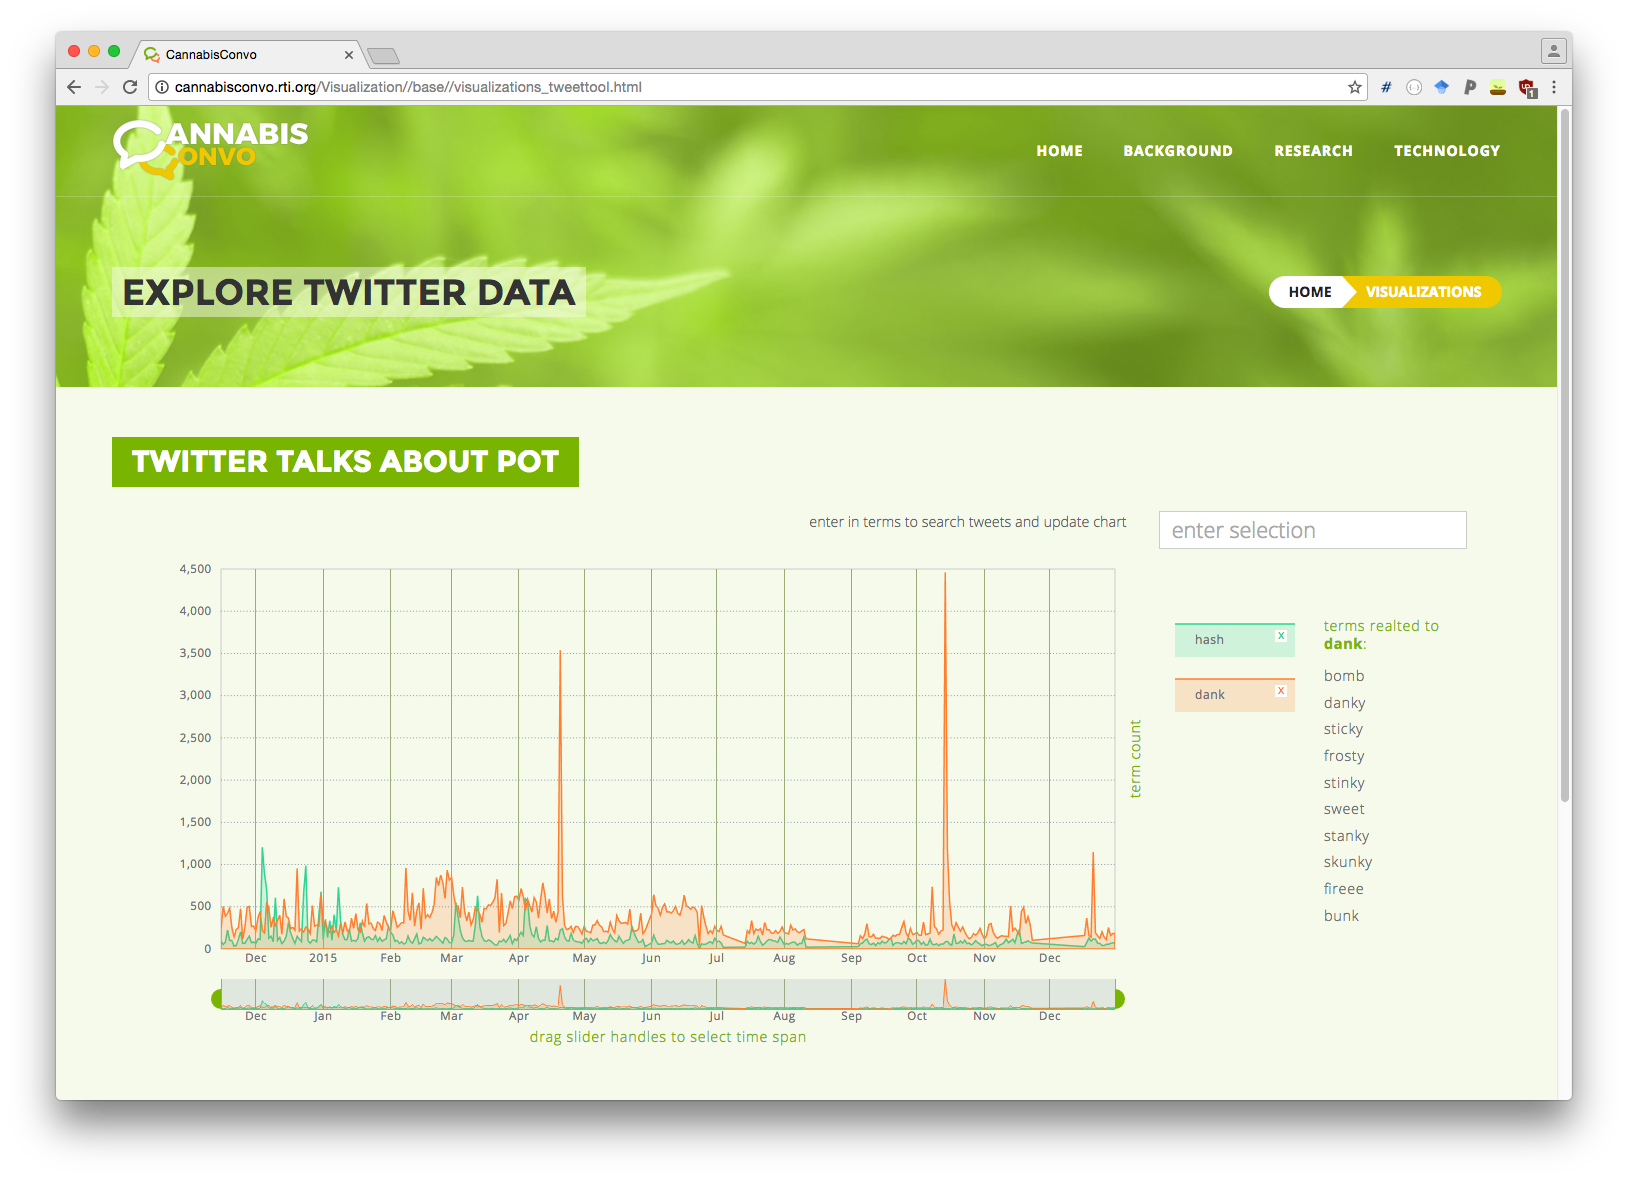 CannabisConvo
cannabisconvo.rti.org/Visualization//base//visualizations_tweettool.html
1
CANNABIS
CONVO
HOME BACKGROUND RESEARCH TECHNOLOGY
EXPLORE TWITTER DATA
HOME VISUALIZATIONS
TWITTER TALKS ABOUT POT
enter in terms to search tweets and update chart
enter selection
4,500
4,000
3,500
3,000
2,500
2,000
1,500
1,000
500
0
Dec 2015 Feb Mar Apr May Jun Jul Aug Sep Oct Nov Dec
term count
hash x
dank x
terms realted to
dank:
bomb
danky
sticky
frosty
stinky
sweet
stanky
skunky
fireee
bunk
Dec Jan Feb Mar Apr May Jun Jul Aug Sep Oct Nov Dec
drag slider handles to select time span